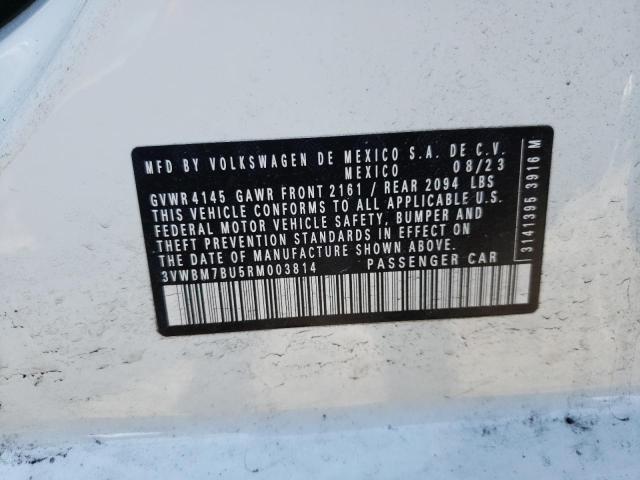 MFD BY VOLKSWAGEN DE MEXICO S.A. DE C.V.
MEXICO 08/23
GVWR 4145 GAWR FRONT 2161 / REAR 2094 LBS
THIS VEHICLE CONFORMS TO ALL APPLICABLE U.S.
FEDERAL MOTOR VEHICLE SAFETY, BUMPER AND
THEFT PREVENTION STANDARDS IN EFFECT ON
THE DATE OF MANUFACTURE SHOWN ABOVE.
3VWBM7BU5RM003814 PASSENGER CAR
3141395 3916 M